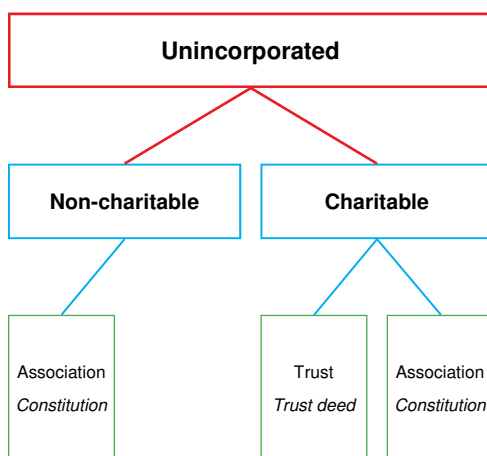 Unincorporated
Non-charitable
Charitable
Association
Constitution
Trust
Trust deed
Association
Constitution